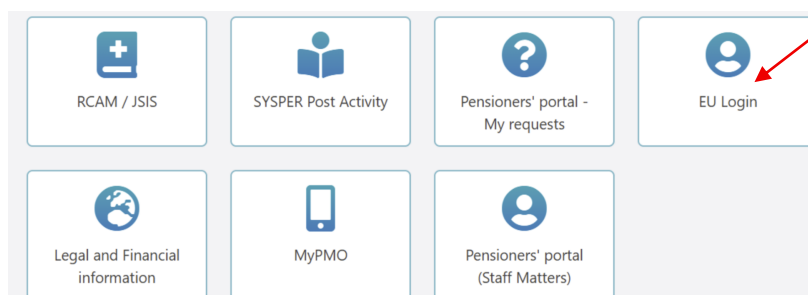 RCAM / JSIS
SYSPER Post Activity
Pensioners' portal -
My requests
EU Login
Legal and Financial
information
MyPMO
Pensioners' portal
(Staff Matters)